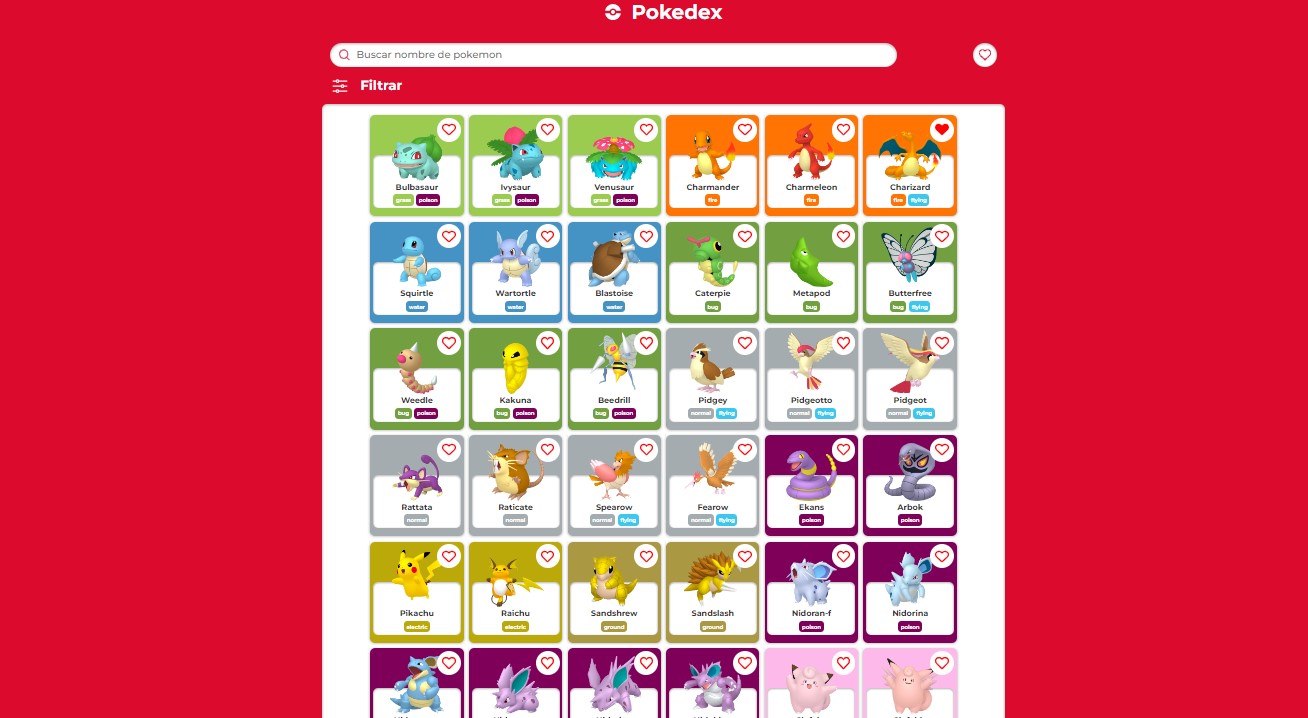 Pokedex
Buscar nombre de pokemon
Filtrar
Bulbasaur Ivysaur Venusaur Charmander Charmeleon Charizard
grass poison grass poison grass poison fire fire fire flying
Squirtle Wartortle Blastoise Caterpie Metapod Butterfree
water water water bug bug bug flying
Weedle Kakuna Beedrill Pidgey Pidgeotto Pidgeot
bug poison bug poison bug poison normal flying normal flying normal flying
Rattata Raticate Spearow Fearow Ekans Arbok
normal normal normal flying normal flying poison poison
Pikachu Raichu Sandshrew Sandslash Nidoran-f Nidorina
electric electric ground ground poison poison